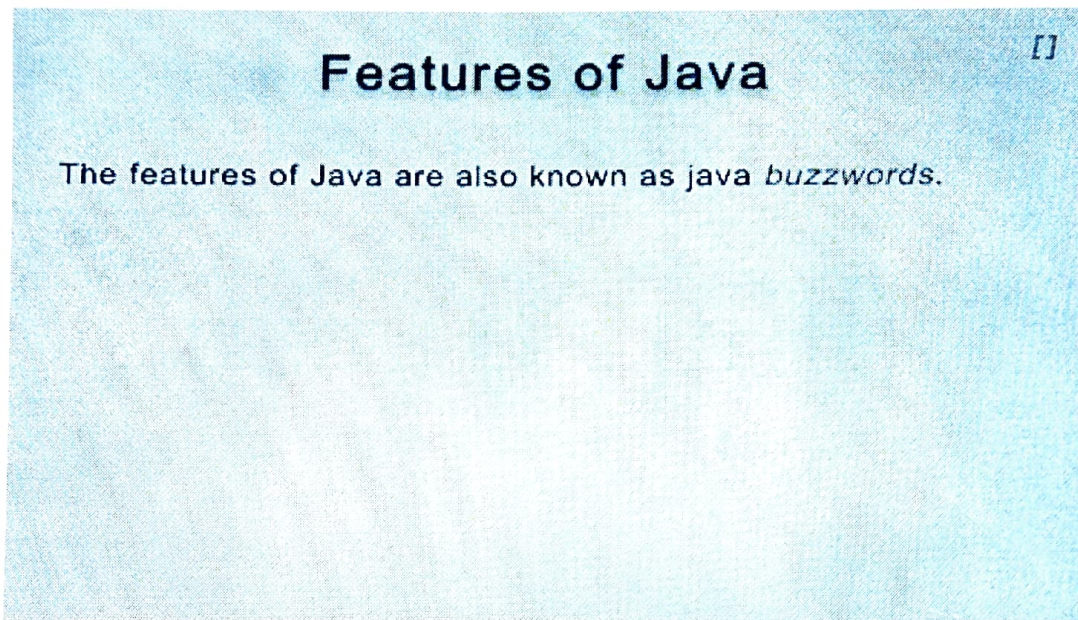 Features of Java
[]
The features of Java are also known as java buzzwords.